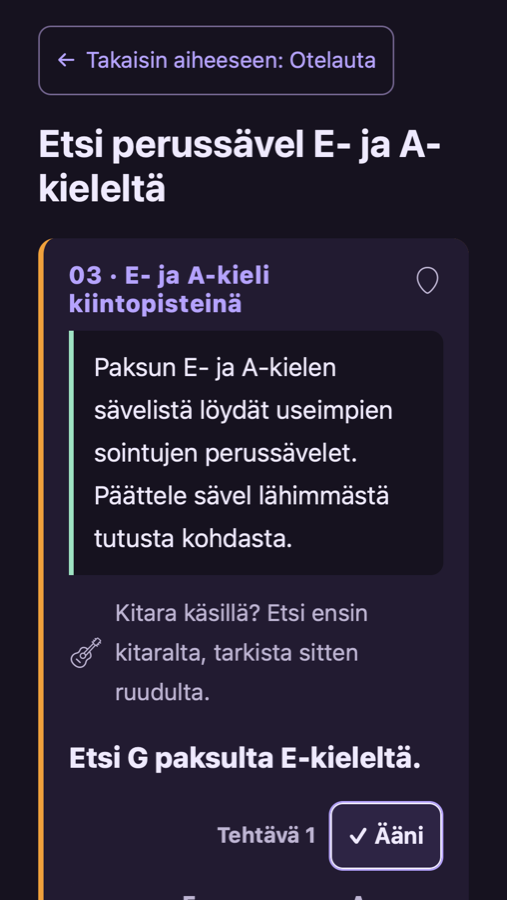 ← Takaisin aiheeseen: Otelauta
Etsi perussävel E- ja A-
kieleltä
03 · E- ja A-kieli
kiintopisteinä
Paksun E- ja A-kielen
sävelistä löydät useimpien
sointujen perussävelet.
Päättele sävel lähimmästä
tutusta kohdasta.
Kitara käsillä? Etsi ensin
kitaralta, tarkista sitten
ruudulta.
Etsi G paksulta E-kieleltä.
Tehtävä 1 ✓ Ääni